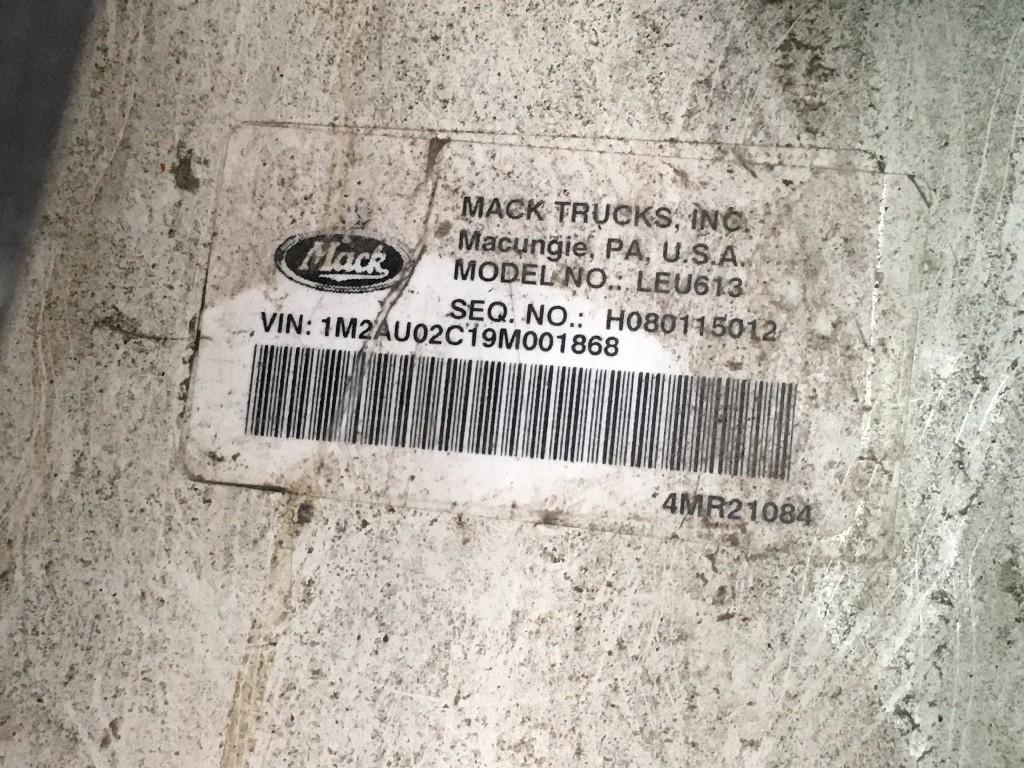 MACK TRUCKS, INC.
Macungie, PA, U.S.A.
Mack
MODEL NO.: LEU613
SEQ. NO.: H080115012
VIN: 1M2AU02C19M001868
4MR21084